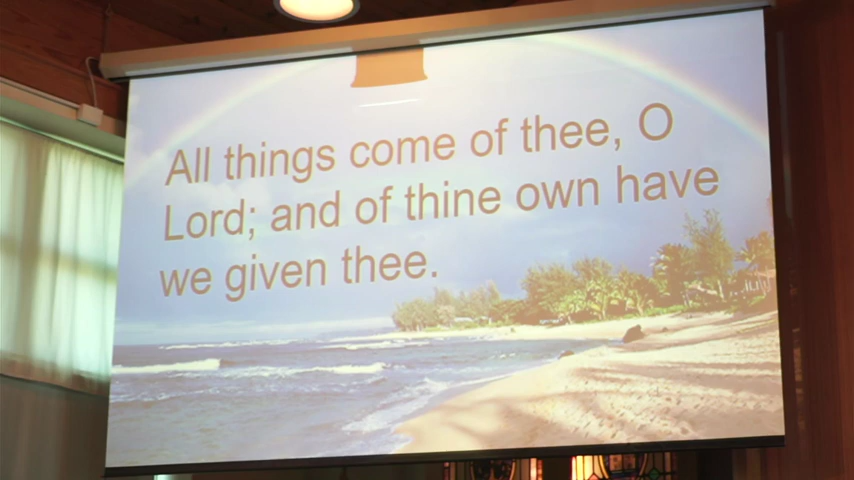 All things come of thee, O
Lord; and of thine own have
we given thee.